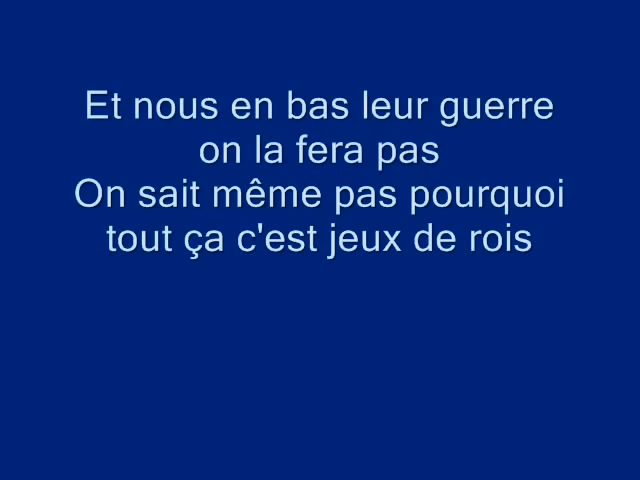 Et nous en bas leur guerre
on la fera pas
On sait même pas pourquoi
tout ça c'est jeux de rois